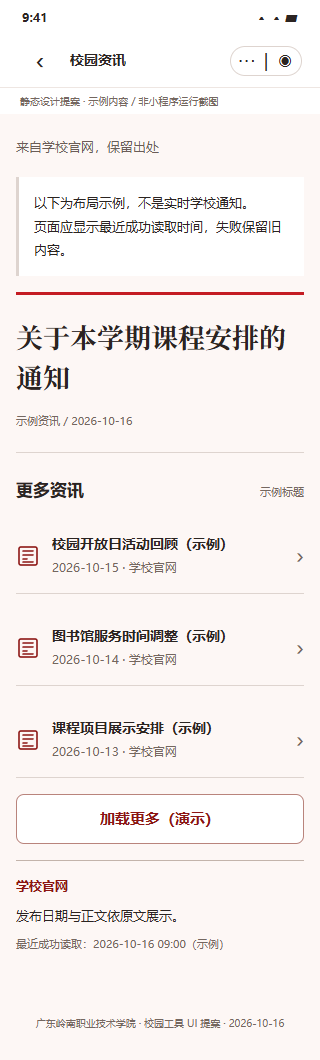 9:41
校园资讯
静态设计提案 · 示例内容 / 非小程序运行截图
来自学校官网，保留出处
以下为布局示例，不是实时学校通知。
页面应显示最近成功读取时间，失败保留旧
内容。
关于本学期课程安排的
通知
示例资讯 / 2026-10-16
更多资讯
示例标题
校园开放日活动回顾（示例）
2026-10-15 · 学校官网
图书馆服务时间调整（示例）
2026-10-14 · 学校官网
课程项目展示安排（示例）
2026-10-13 · 学校官网
加载更多（演示）
学校官网
发布日期与正文依原文展示。
最近成功读取：2026-10-16 09:00（示例）
广东岭南职业技术学院 · 校园工具 UI 提案 · 2026-10-16